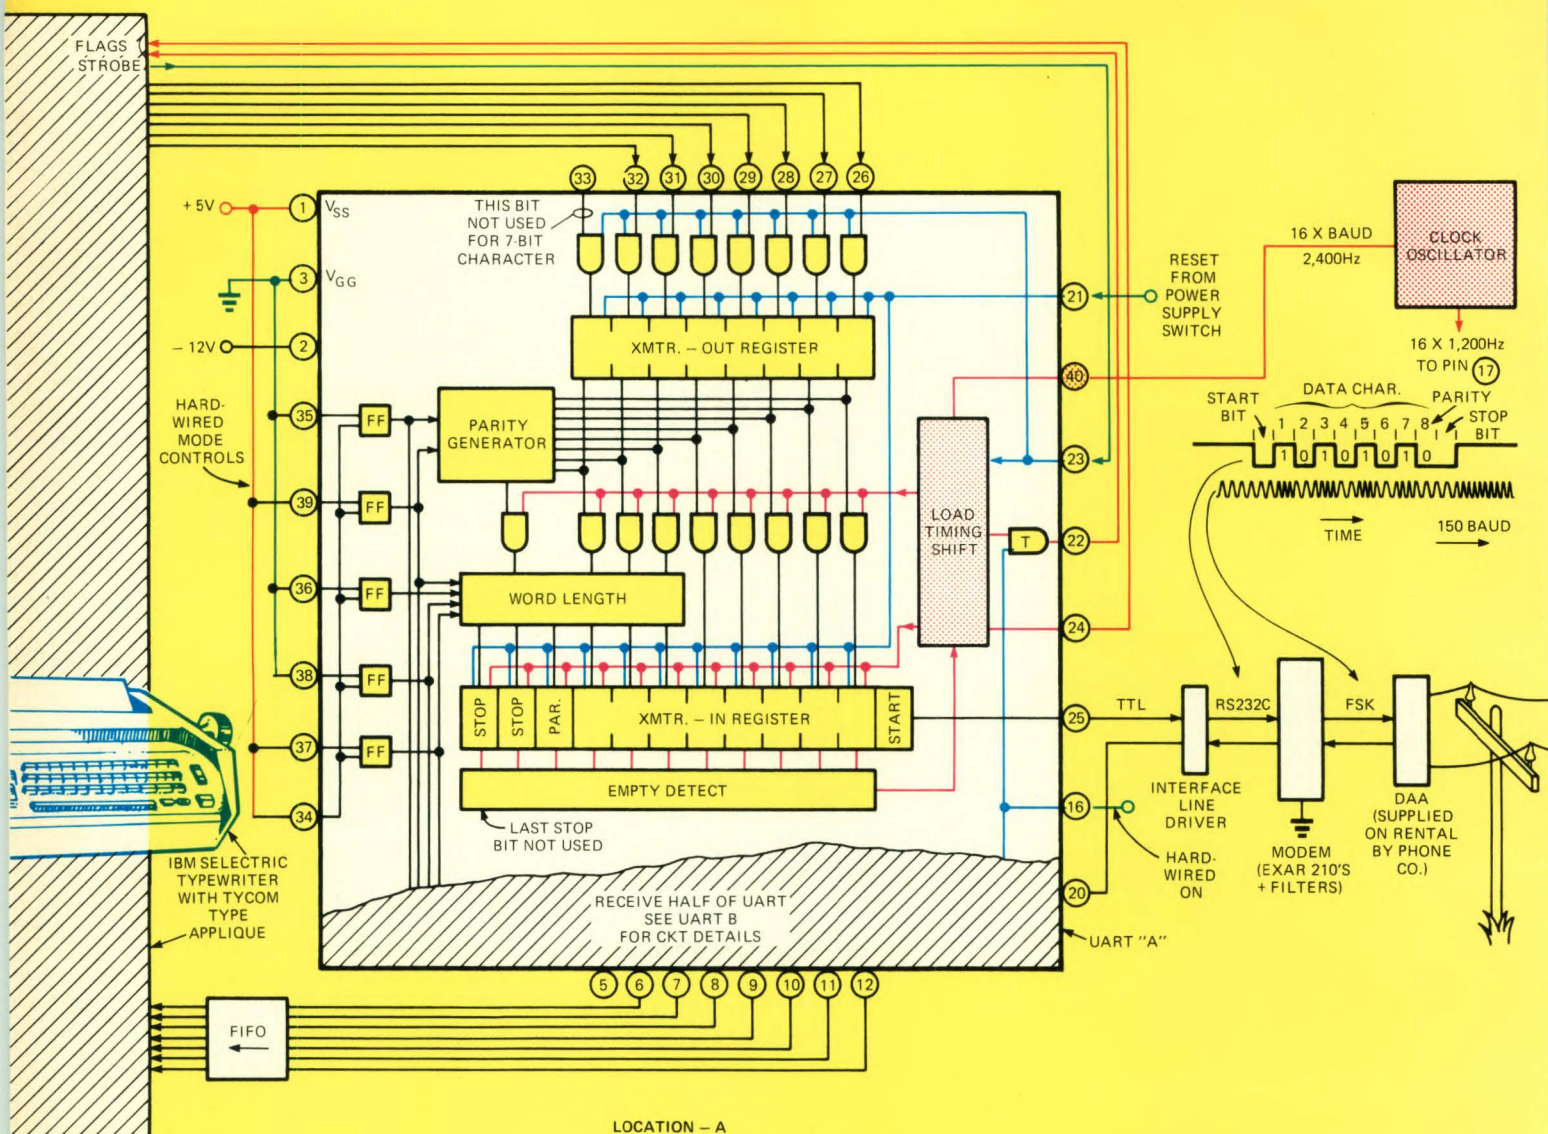 FLAGS
STROBE
33
32
31
30
29
28
27
26
+ 5V
1
VSS
THIS BIT
NOT USED
FOR 7-BIT
CHARACTER
3
VGG
- 12V
2
HARD-
WIRED
MODE
CONTROLS
35
39
36
38
37
34
FF
FF
FF
FF
FF
XMTR. – OUT REGISTER
PARITY
GENERATOR
WORD LENGTH
STOP
STOP
PAR.
XMTR. – IN REGISTER
START
EMPTY DETECT
LAST STOP
BIT NOT USED
LOAD
TIMING
SHIFT
T
21
40
23
22
24
25
16
20
RESET
FROM
POWER
SUPPLY
SWITCH
16 X BAUD
2,400Hz
CLOCK
OSCILLATOR
16 X 1,200Hz
TO PIN 17
START
BIT
DATA CHAR.
PARITY
STOP
BIT
1 2 3 4 5 6 7 8
1 0 1 0 1 0 1 0
TIME
150 BAUD
TTL
RS232C
FSK
INTERFACE
LINE
DRIVER
HARD-
WIRED
ON
MODEM
(EXAR 210'S
+ FILTERS)
DAA
(SUPPLIED
ON RENTAL
BY PHONE
CO.)
IBM SELECTRIC
TYPEWRITER
WITH TYCOM
TYPE
APPLIQUE
RECEIVE HALF OF UART
SEE UART B
FOR CKT DETAILS
UART "A"
5
6
7
8
9
10
11
12
FIFO
LOCATION – A